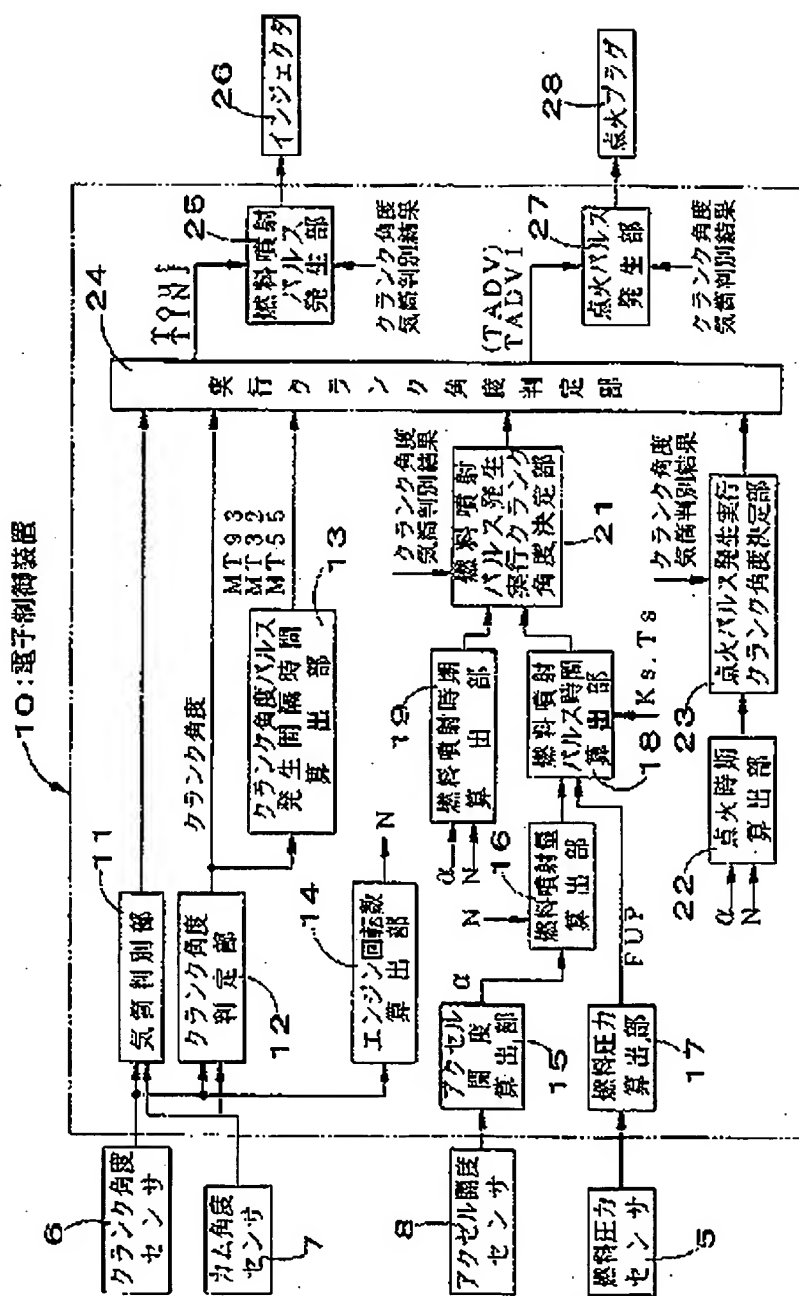 10:電子制御装置
6
クランク角度
センサ
カム角度
センサ
7
8
アクセル開度
センサ
燃料圧力
センサ
5
11
気筒判別部
クランク角度
判定部
12
14
エンジン回転数
算出部
N
アクセル
開度
算出部
15
燃料圧力
算出部
17
クランク角度
MT93
MT32
MT55
クランク角度パルス
発生間隔時間
算出部
13
α
N
16
燃料噴射量
算出部
FUP
α
N
19
燃料噴射時期
算出部
燃料噴射
パルス時間
算出部
18
Ks.Ts
α
N
22
点火時期
算出部
クランク角度
気筒判別結果
燃料噴射
パルス発生
実行クランク
角度決定部
21
クランク角度
気筒判別結果
23
点火パルス発生実行
クランク角度決定部
24
実行クランク角度判定部
TOUT
TINJ
25
燃料噴射
パルス
発生部
クランク角度
気筒判別結果
(TADV)
TADV1
27
点火パルス
発生部
クランク角度
気筒判別結果
26
インジェクタ
28
点火プラグ